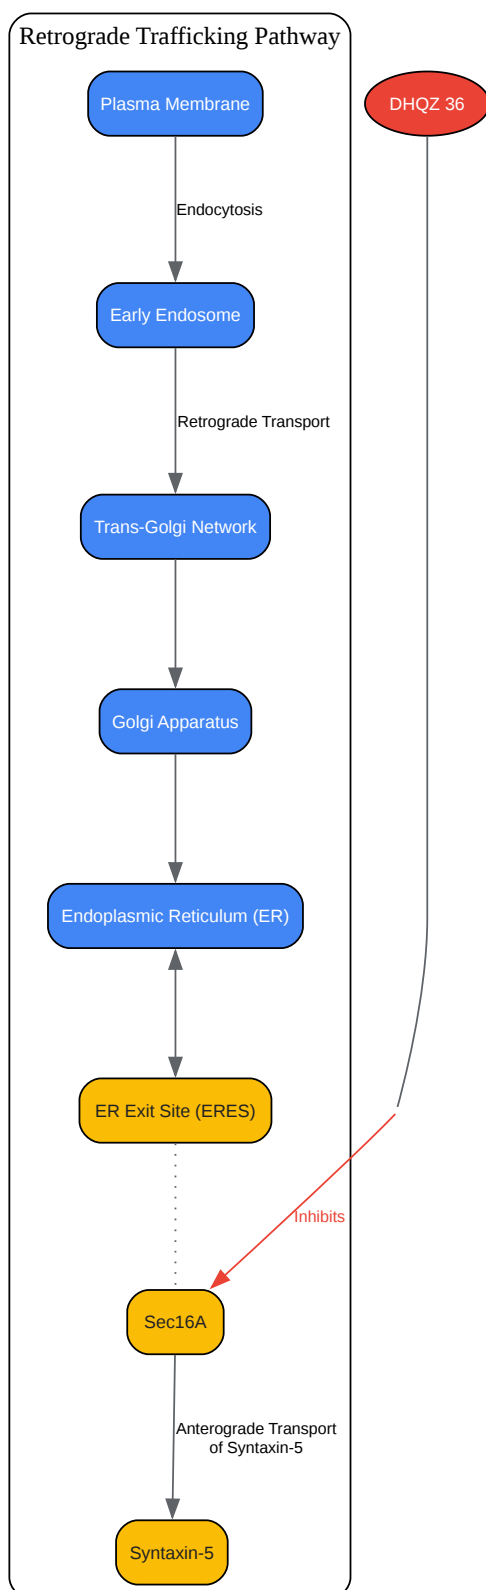 Retrograde Trafficking Pathway
Plasma Membrane
DHQZ 36
Endocytosis
Early Endosome
Retrograde Transport
Trans-Golgi Network
Golgi Apparatus
Endoplasmic Reticulum (ER)
ER Exit Site (ERES)
Inhibits
Sec16A
Anterograde Transport
of Syntaxin-5
Syntaxin-5